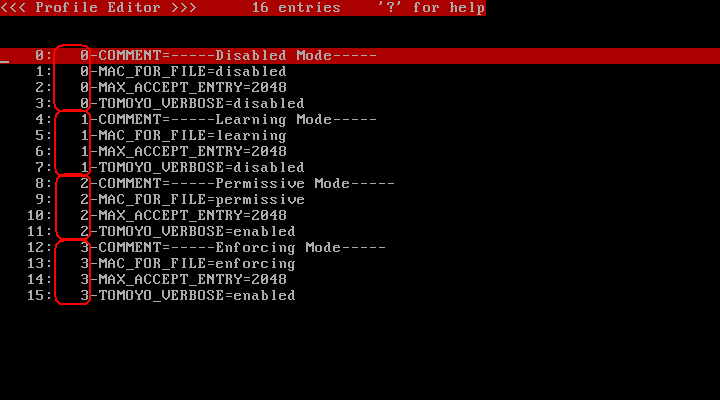 <<< Profile Editor >>>      16 entries    '?' for help
0:   0-COMMENT=-----Disabled Mode-----
1:   0-MAC_FOR_FILE=disabled
2:   0-MAX_ACCEPT_ENTRY=2048
3:   0-TOMOYO_VERBOSE=disabled
4:   1-COMMENT=-----Learning Mode-----
5:   1-MAC_FOR_FILE=learning
6:   1-MAX_ACCEPT_ENTRY=2048
7:   1-TOMOYO_VERBOSE=disabled
8:   2-COMMENT=-----Permissive Mode-----
9:   2-MAC_FOR_FILE=permissive
10:   2-MAX_ACCEPT_ENTRY=2048
11:   2-TOMOYO_VERBOSE=enabled
12:   3-COMMENT=-----Enforcing Mode-----
13:   3-MAC_FOR_FILE=enforcing
14:   3-MAX_ACCEPT_ENTRY=2048
15:   3-TOMOYO_VERBOSE=enabled